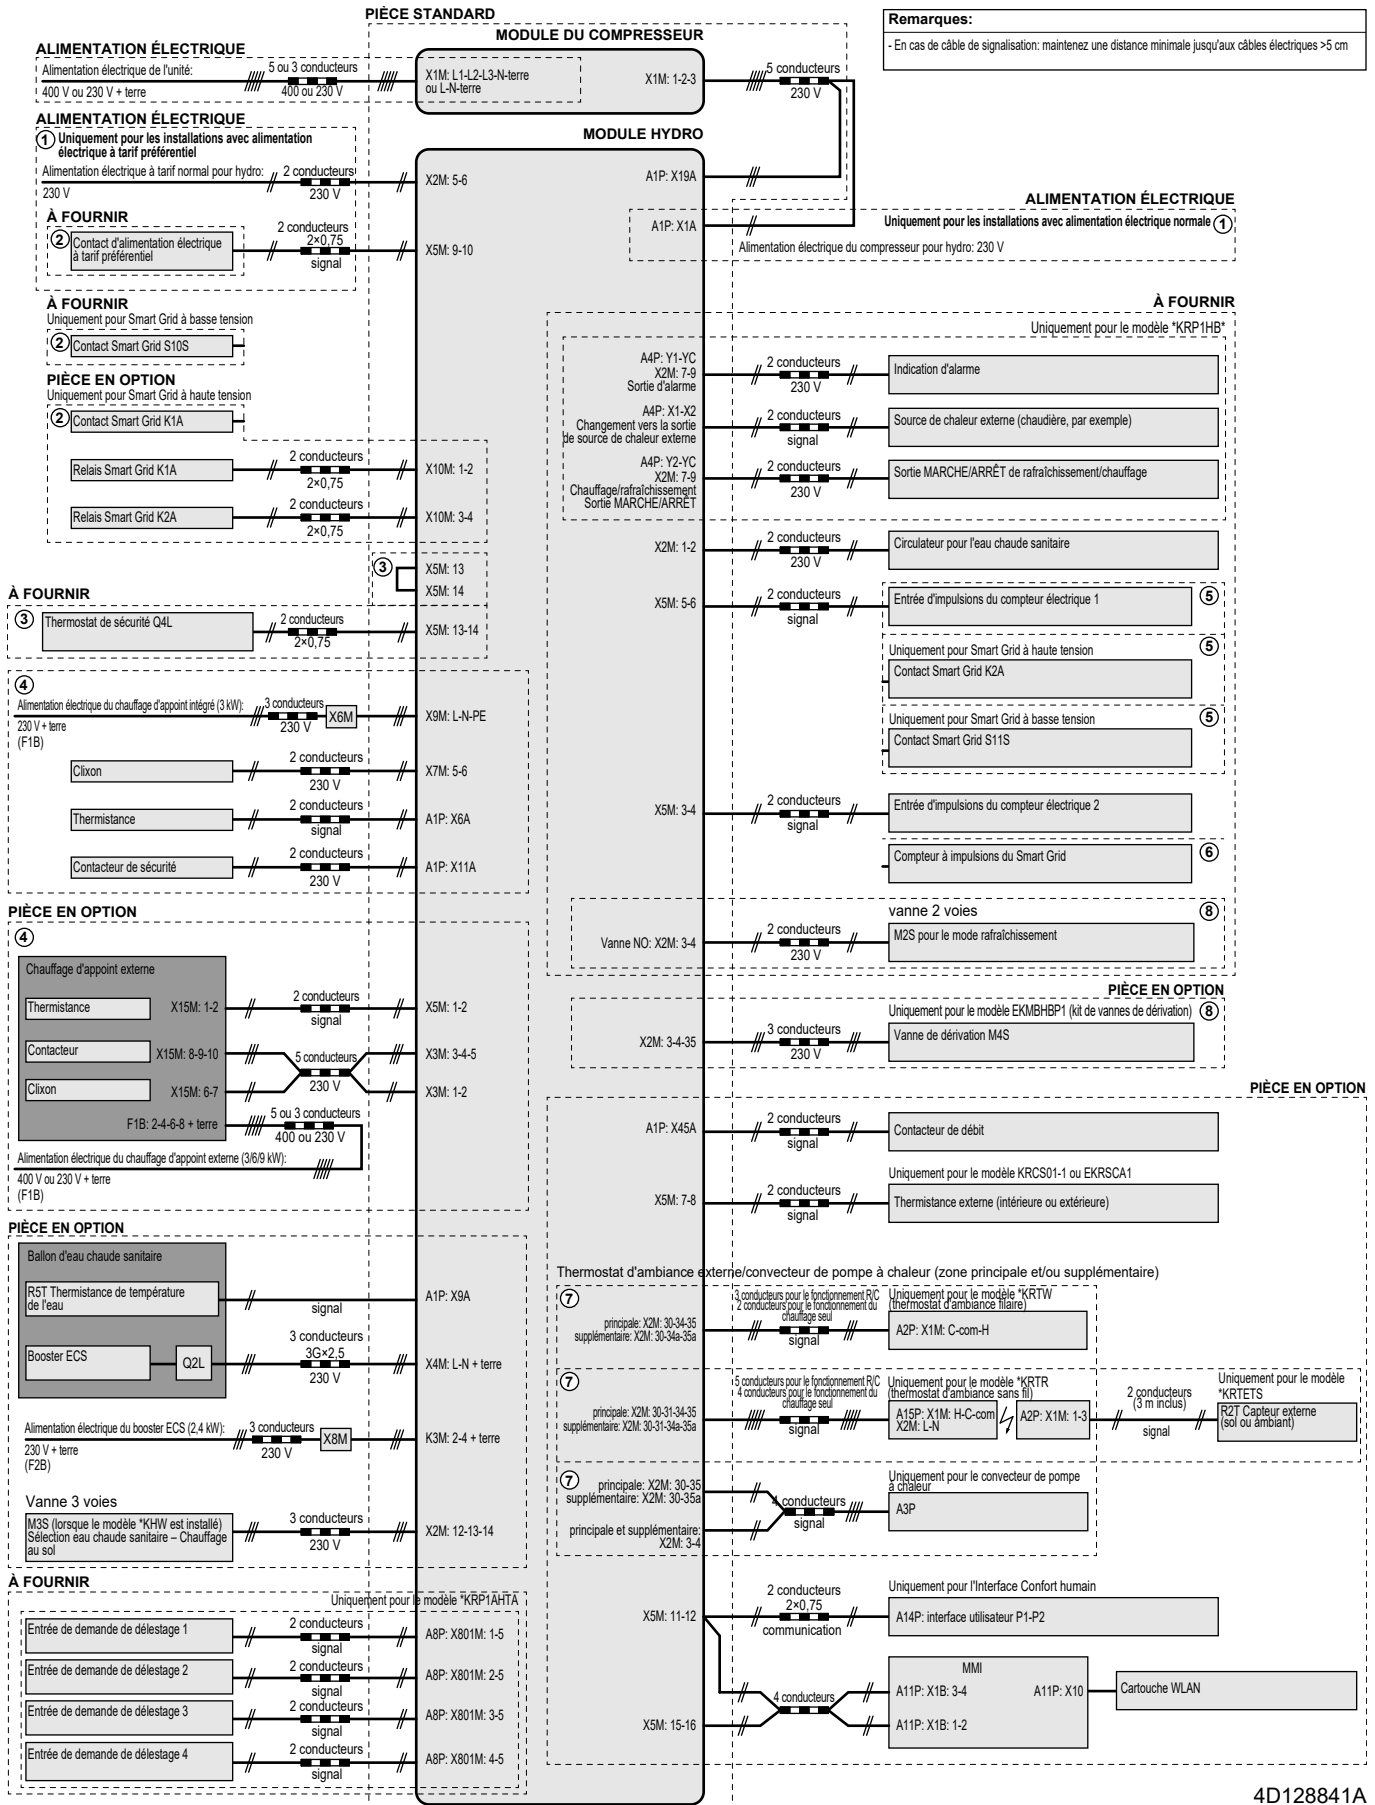 PIÈCE STANDARD
MODULE DU COMPRESSEUR
Remarques:
- En cas de câble de signalisation: maintenez une distance minimale jusqu'aux câbles électriques >5 cm
ALIMENTATION ÉLECTRIQUE
Alimentation électrique de l'unité:
400 V ou 230 V + terre
5 ou 3 conducteurs
400 ou 230 V
X1M: L1-L2-L3-N-terre
ou L-N-terre
X1M: 1-2-3
5 conducteurs
230 V
ALIMENTATION ÉLECTRIQUE
1 Uniquement pour les installations avec alimentation
électrique à tarif préférentiel
Alimentation électrique à tarif normal pour hydro:
230 V
2 conducteurs
230 V
MODULE HYDRO
X2M: 5-6
A1P: X19A
À FOURNIR
2 Contact d'alimentation électrique
à tarif préférentiel
2 conducteurs
2×0,75
signal
X5M: 9-10
ALIMENTATION ÉLECTRIQUE
A1P: X1A
Uniquement pour les installations avec alimentation électrique normale 1
Alimentation électrique du compresseur pour hydro: 230 V
À FOURNIR
Uniquement pour Smart Grid à basse tension
2 Contact Smart Grid S10S
PIÈCE EN OPTION
Uniquement pour Smart Grid à haute tension
2 Contact Smart Grid K1A
Relais Smart Grid K1A
2 conducteurs
2×0,75
X10M: 1-2
Relais Smart Grid K2A
2 conducteurs
2×0,75
X10M: 3-4
3
X5M: 13
X5M: 14
À FOURNIR
3 Thermostat de sécurité Q4L
2 conducteurs
2×0,75
X5M: 13-14
4
Alimentation électrique du chauffage d'appoint intégré (3 kW):
230 V + terre
(F1B)
3 conducteurs
230 V
X6M
X9M: L-N-PE
Clixon
2 conducteurs
230 V
X7M: 5-6
Thermistance
2 conducteurs
signal
A1P: X6A
Contacteur de sécurité
2 conducteurs
230 V
A1P: X11A
PIÈCE EN OPTION
4
Chauffage d'appoint externe
Thermistance
X15M: 1-2
2 conducteurs
signal
X5M: 1-2
Contacteur
X15M: 8-9-10
5 conducteurs
230 V
X3M: 3-4-5
Clixon
X15M: 6-7
X3M: 1-2
F1B: 2-4-6-8 + terre
5 ou 3 conducteurs
400 ou 230 V
Alimentation électrique du chauffage d'appoint externe (3/6/9 kW):
400 V ou 230 V + terre
(F1B)
PIÈCE EN OPTION
Ballon d'eau chaude sanitaire
R5T Thermistance de température
de l'eau
signal
A1P: X9A
Booster ECS
Q2L
3 conducteurs
3G×2,5
230 V
X4M: L-N + terre
Alimentation électrique du booster ECS (2,4 kW):
230 V + terre
(F2B)
3 conducteurs
230 V
X8M
K3M: 2-4 + terre
Vanne 3 voies
M3S (lorsque le modèle *KHW est installé)
Sélection eau chaude sanitaire – Chauffage
au sol
3 conducteurs
230 V
X2M: 12-13-14
À FOURNIR
Uniquement pour le modèle *KRP1AHTA
Entrée de demande de délestage 1
2 conducteurs
signal
A8P: X801M: 1-5
Entrée de demande de délestage 2
2 conducteurs
signal
A8P: X801M: 2-5
Entrée de demande de délestage 3
2 conducteurs
signal
A8P: X801M: 3-5
Entrée de demande de délestage 4
2 conducteurs
signal
A8P: X801M: 4-5
À FOURNIR
Uniquement pour le modèle *KRP1HB*
A4P: Y1-YC
X2M: 7-9
Sortie d'alarme
2 conducteurs
230 V
Indication d'alarme
A4P: X1-X2
Changement vers la sortie
de source de chaleur externe
2 conducteurs
signal
Source de chaleur externe (chaudière, par exemple)
A4P: Y2-YC
X2M: 7-9
Chauffage/rafraîchissement
Sortie MARCHE/ARRÊT
2 conducteurs
230 V
Sortie MARCHE/ARRÊT de rafraîchissement/chauffage
X2M: 1-2
2 conducteurs
230 V
Circulateur pour l'eau chaude sanitaire
X5M: 5-6
2 conducteurs
signal
Entrée d'impulsions du compteur électrique 1
5
Uniquement pour Smart Grid à haute tension
5
Contact Smart Grid K2A
Uniquement pour Smart Grid à basse tension
5
Contact Smart Grid S11S
X5M: 3-4
2 conducteurs
signal
Entrée d'impulsions du compteur électrique 2
Compteur à impulsions du Smart Grid
6
vanne 2 voies
8
Vanne NO: X2M: 3-4
2 conducteurs
230 V
M2S pour le mode rafraîchissement
PIÈCE EN OPTION
Uniquement pour le modèle EKMBHBP1 (kit de vannes de dérivation) 8
X2M: 3-4-35
3 conducteurs
230 V
Vanne de dérivation M4S
PIÈCE EN OPTION
A1P: X45A
2 conducteurs
signal
Contacteur de débit
Uniquement pour le modèle KRCS01-1 ou EKRSCA1
X5M: 7-8
2 conducteurs
signal
Thermistance externe (intérieure ou extérieure)
Thermostat d'ambiance externe/convecteur de pompe à chaleur (zone principale et/ou supplémentaire)
7
principale: X2M: 30-34-35
supplémentaire: X2M: 30-34a-35a
3 conducteurs pour le fonctionnement R/C
2 conducteurs pour le fonctionnement du
chauffage seul
signal
Uniquement pour le modèle *KRTW
(thermostat d'ambiance filaire)
A2P: X1M: C-com-H
7
principale: X2M: 30-31-34-35
supplémentaire: X2M: 30-31-34a-35a
5 conducteurs pour le fonctionnement R/C
4 conducteurs pour le fonctionnement du
chauffage seul
signal
Uniquement pour le modèle *KRTR
(thermostat d'ambiance sans fil)
A15P: X1M: H-C-com
X2M: L-N
A2P: X1M: 1-3
2 conducteurs
(3 m inclus)
signal
Uniquement pour le modèle
*KRTETS
R2T Capteur externe
(sol ou ambiant)
7
principale: X2M: 30-35
supplémentaire: X2M: 30-35a
principale et supplémentaire:
X2M: 3-4
4 conducteurs
signal
Uniquement pour le convecteur de pompe
à chaleur
A3P
X5M: 11-12
2 conducteurs
2×0,75
communication
Uniquement pour l'Interface Confort humain
A14P: interface utilisateur P1-P2
X5M: 15-16
4 conducteurs
MMI
A11P: X1B: 3-4
A11P: X1B: 1-2
A11P: X10
Cartouche WLAN
4D128841A